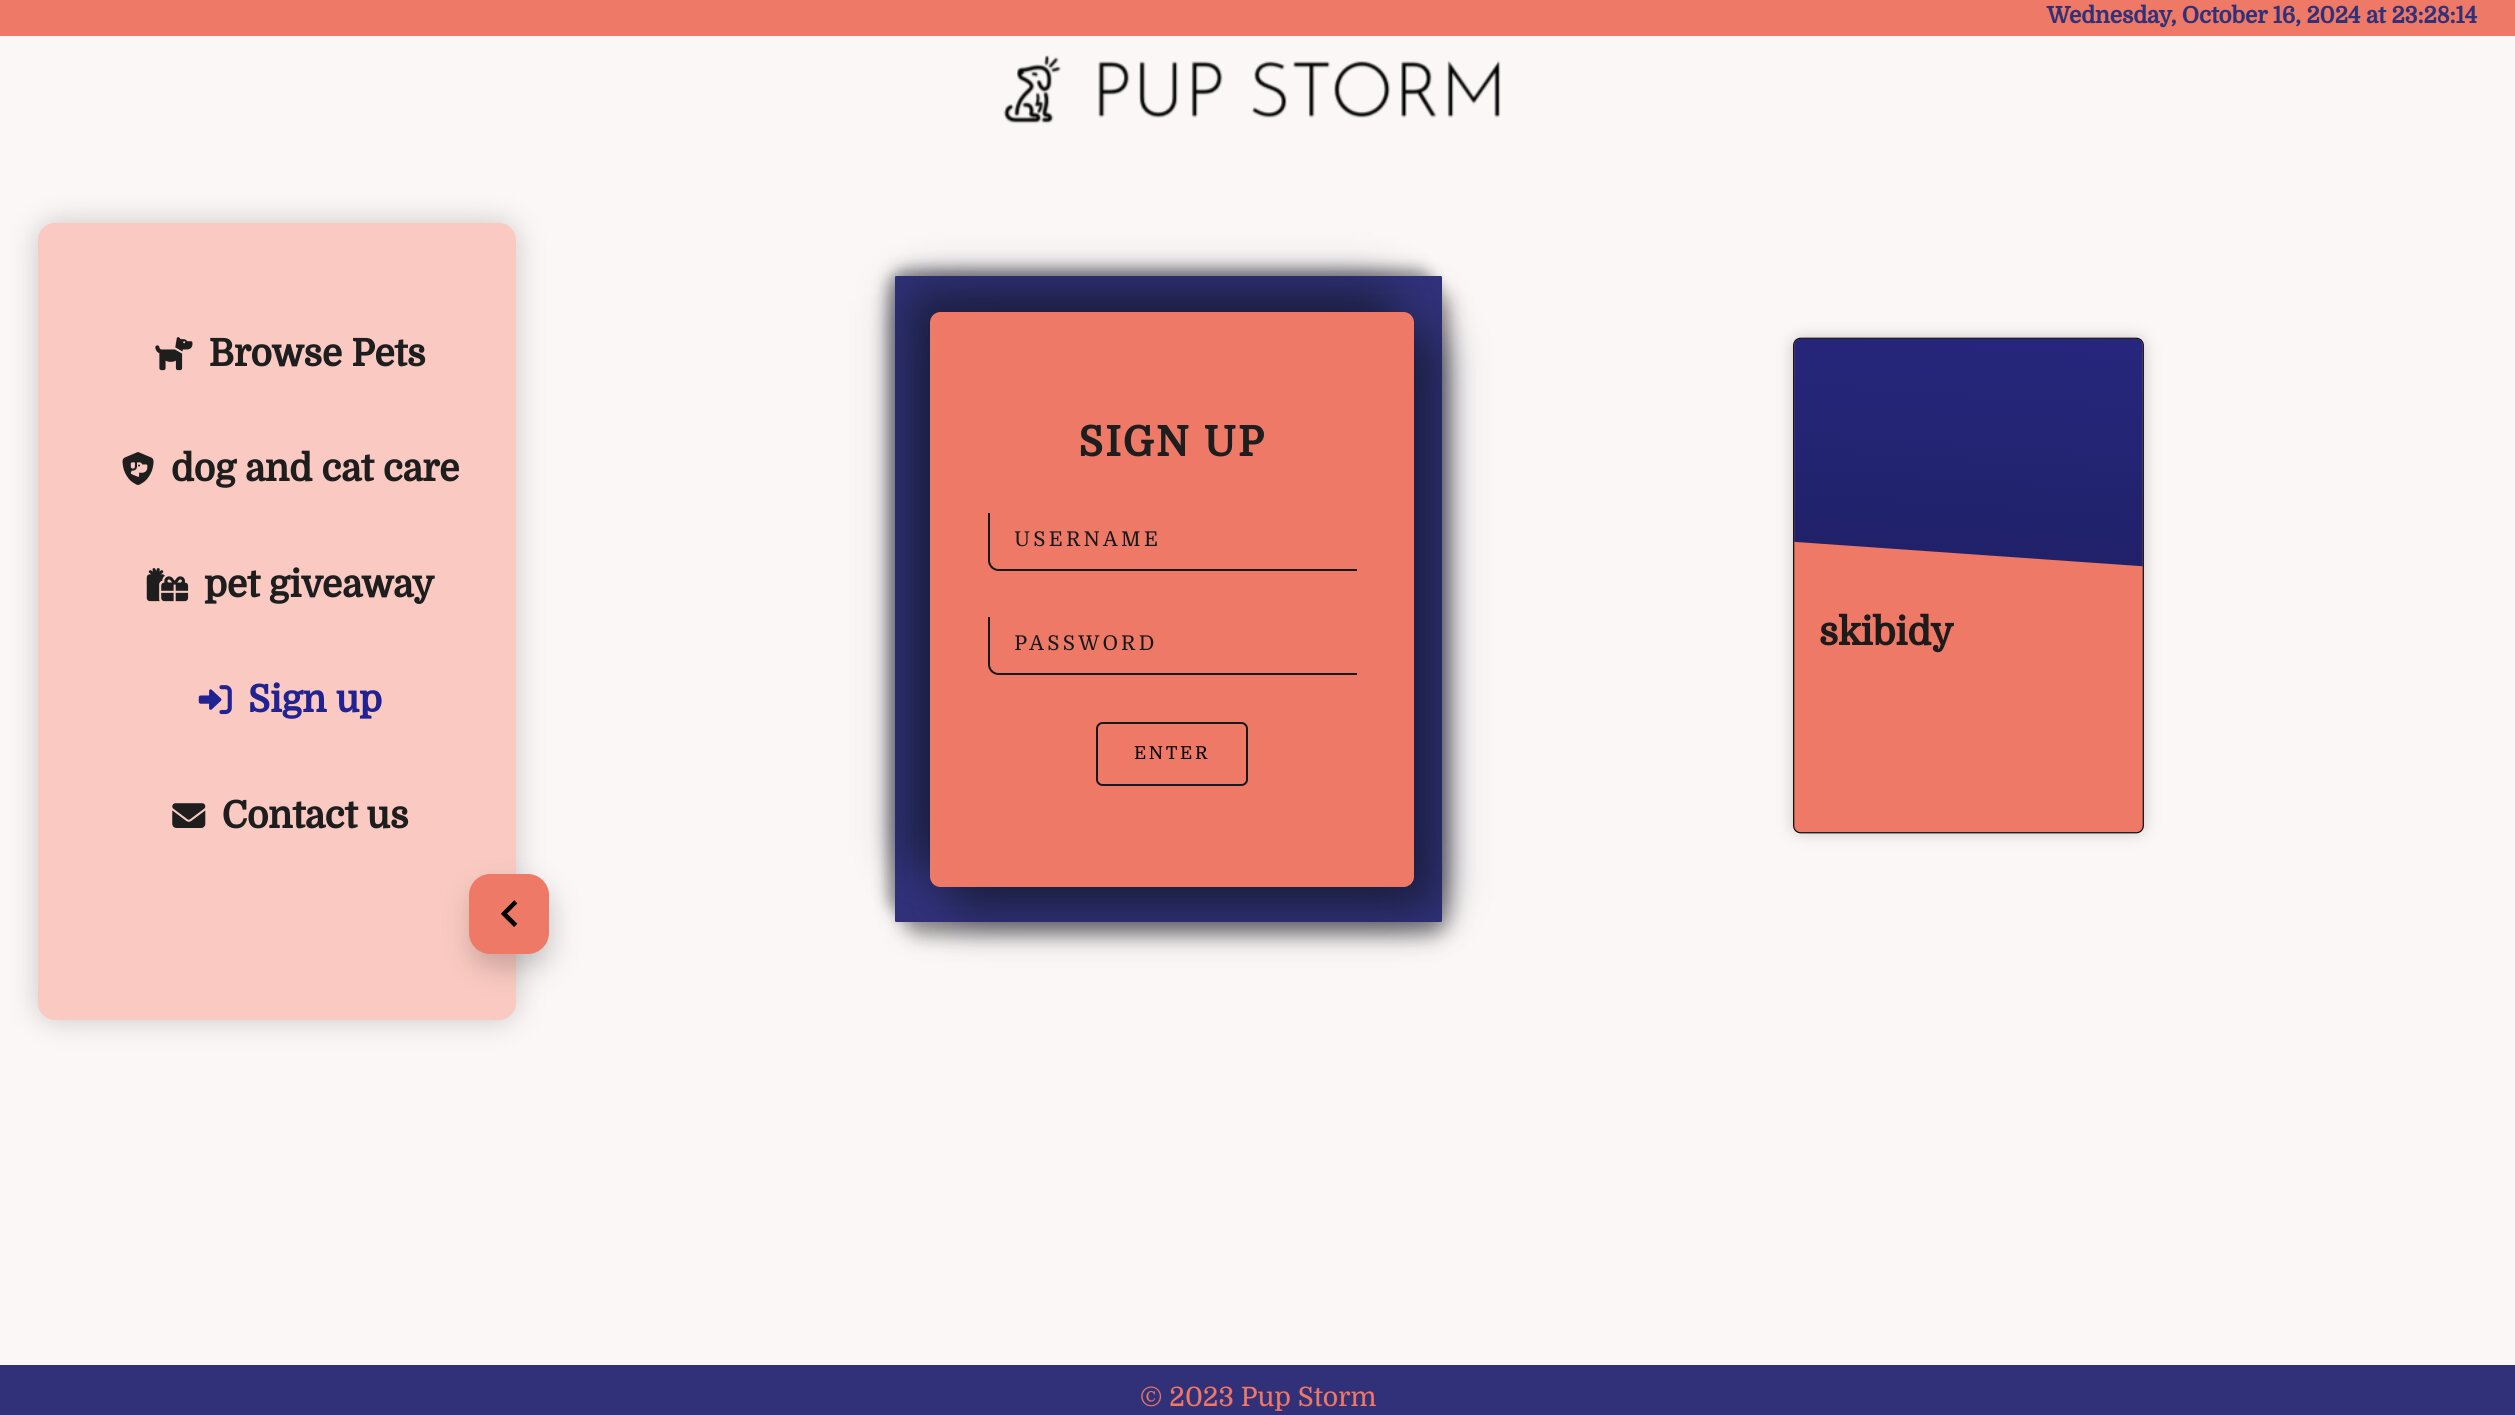 Wednesday, October 16, 2024 at 23:28:14
PUP STORM
Browse Pets
dog and cat care
pet giveaway
Sign up
Contact us
SIGN UP
USERNAME
PASSWORD
ENTER
skibidy
© 2023 Pup Storm